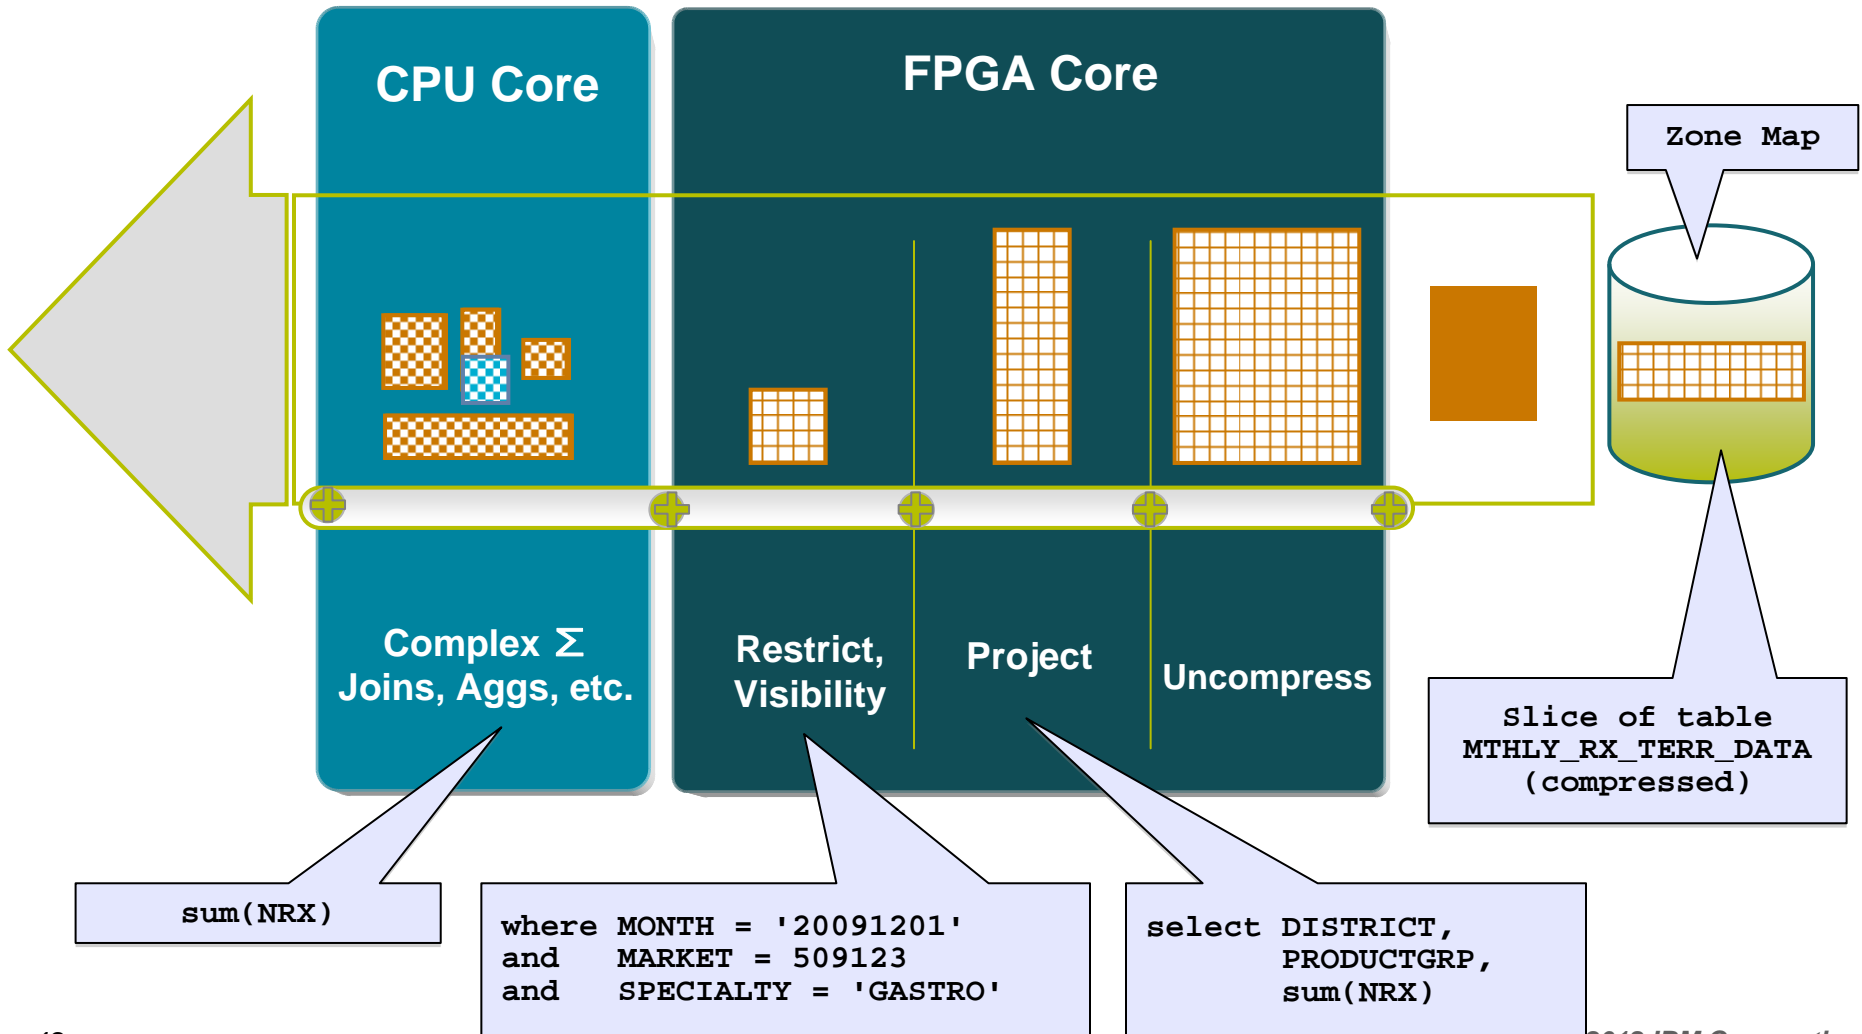 CPU Core
FPGA Core
Zone Map
Complex Σ
Joins, Aggs, etc.
Restrict,
Visibility
Project
Uncompress
Slice of table
MTHLY_RX_TERR_DATA
(compressed)
sum(NRX)
where MONTH = '20091201'
and   MARKET = 509123
and   SPECIALTY = 'GASTRO'
select DISTRICT,
PRODUCTGRP,
sum(NRX)